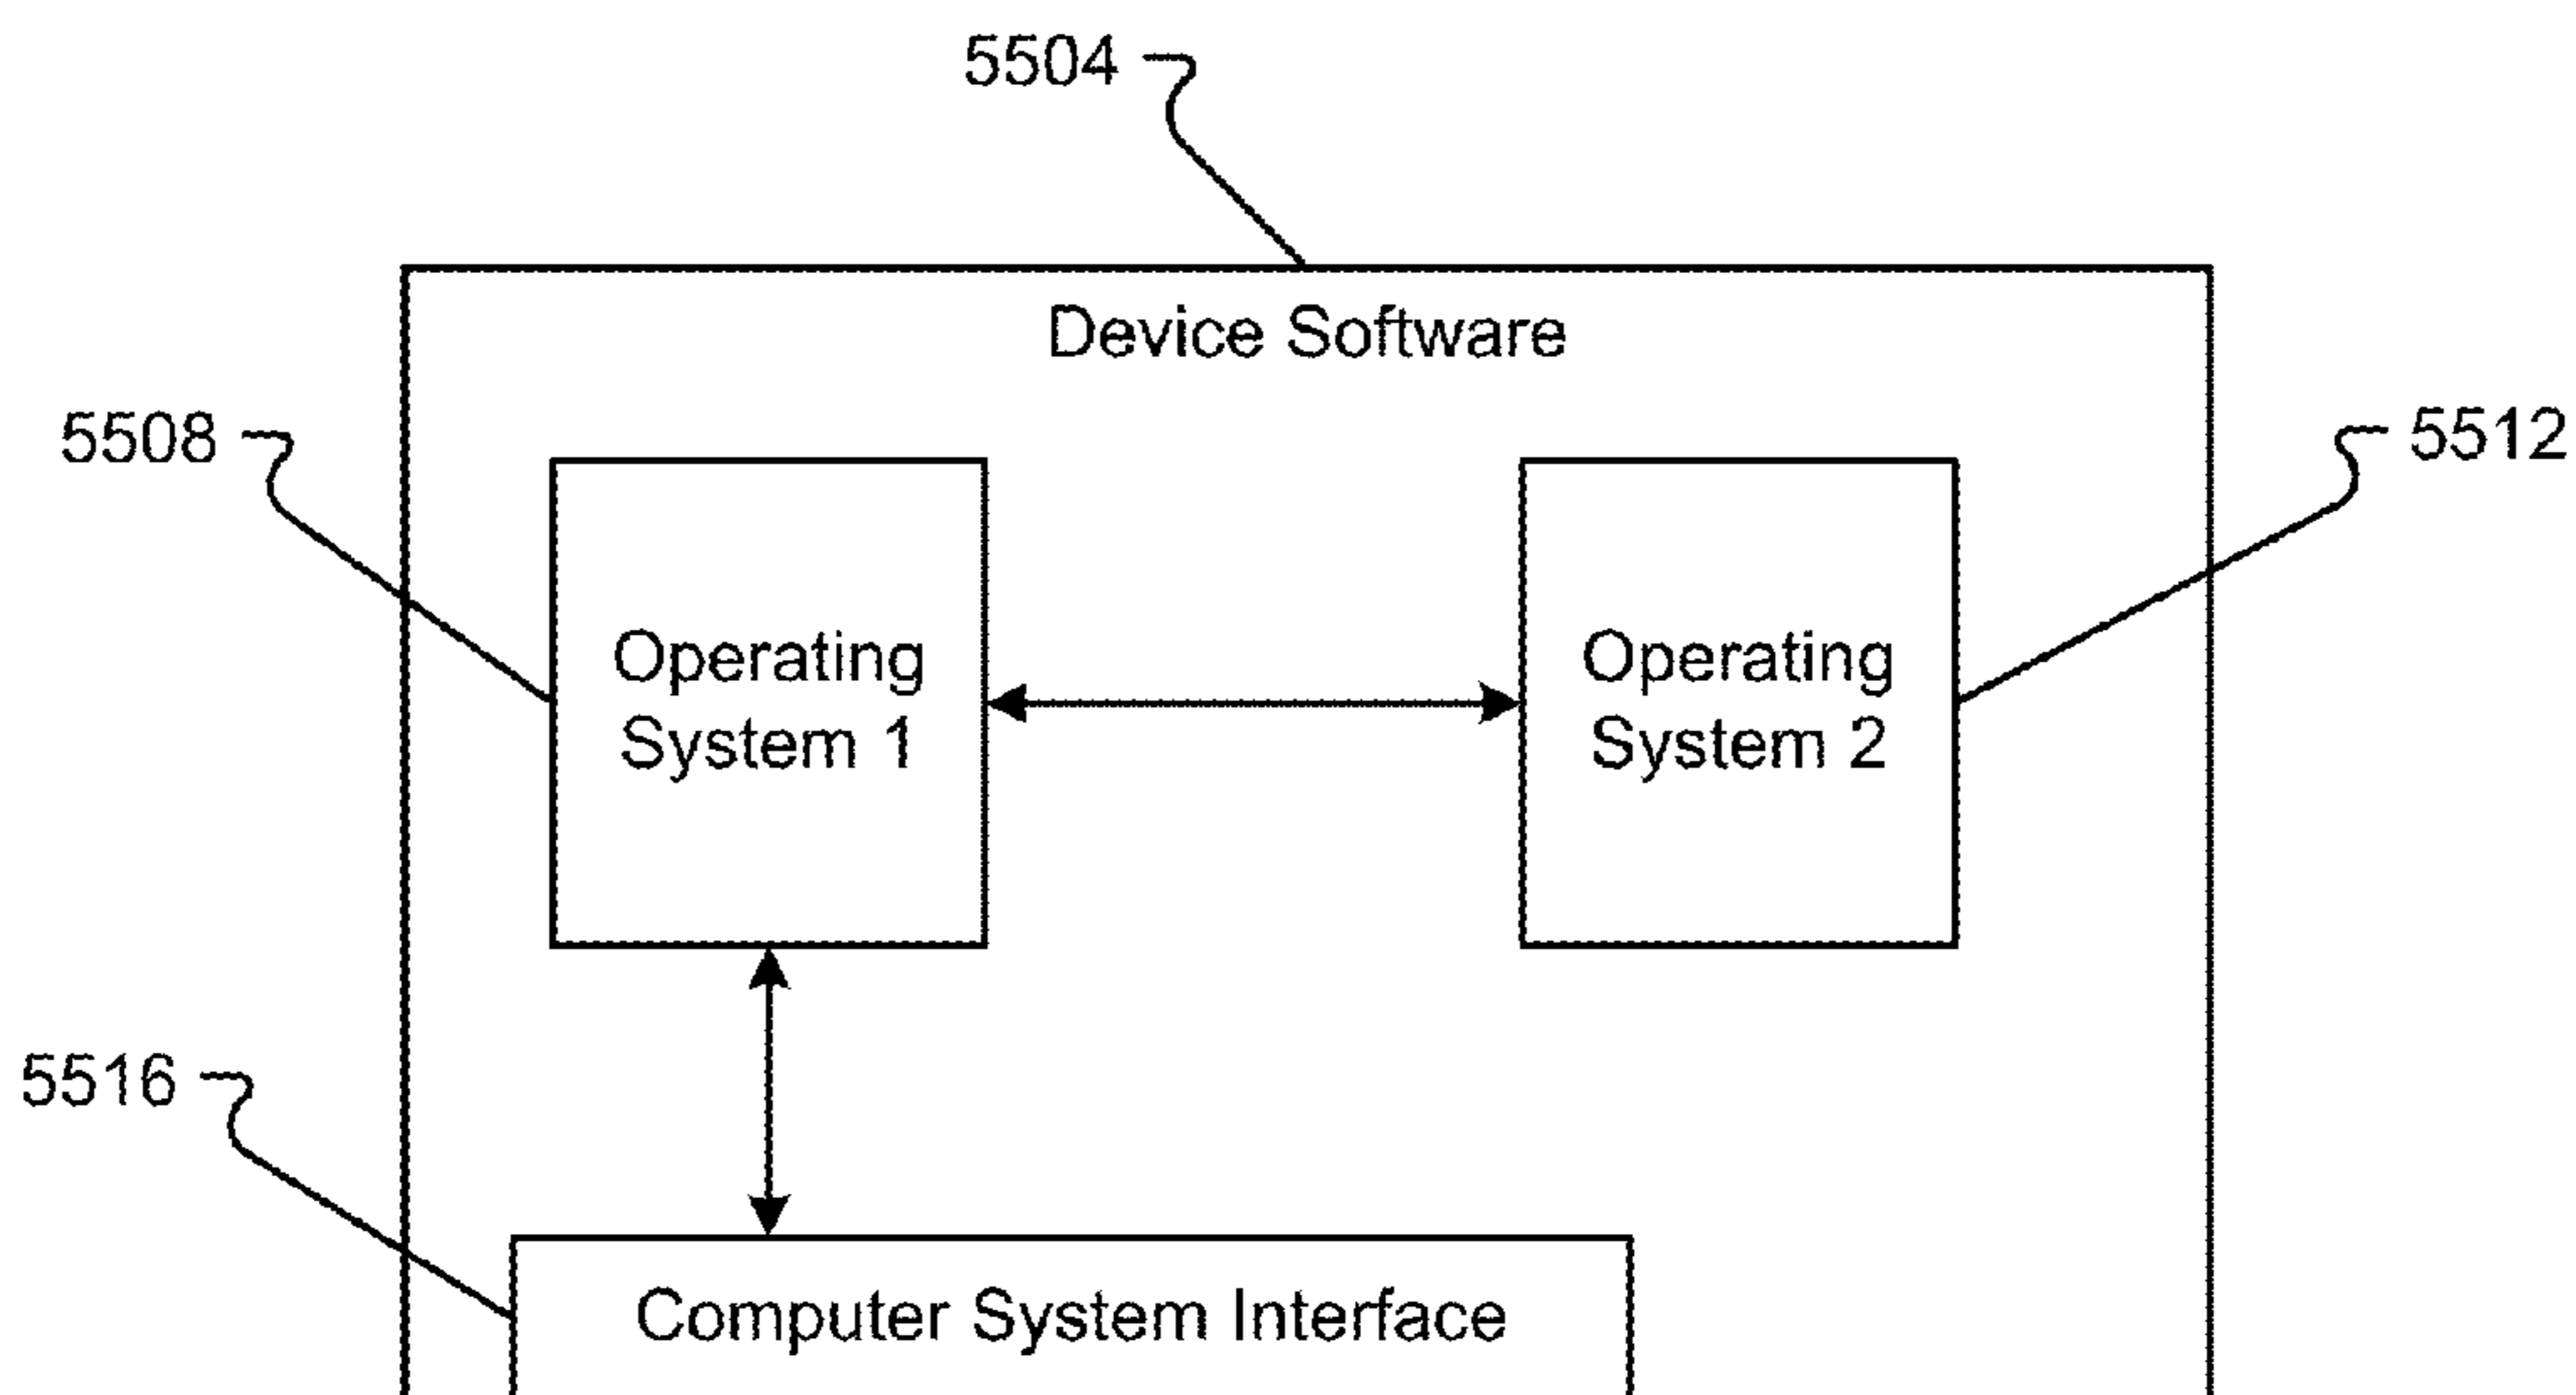 5504
Device Software
5508
5512
Operating
System 1
Operating
System 2
5516
Computer System Interface